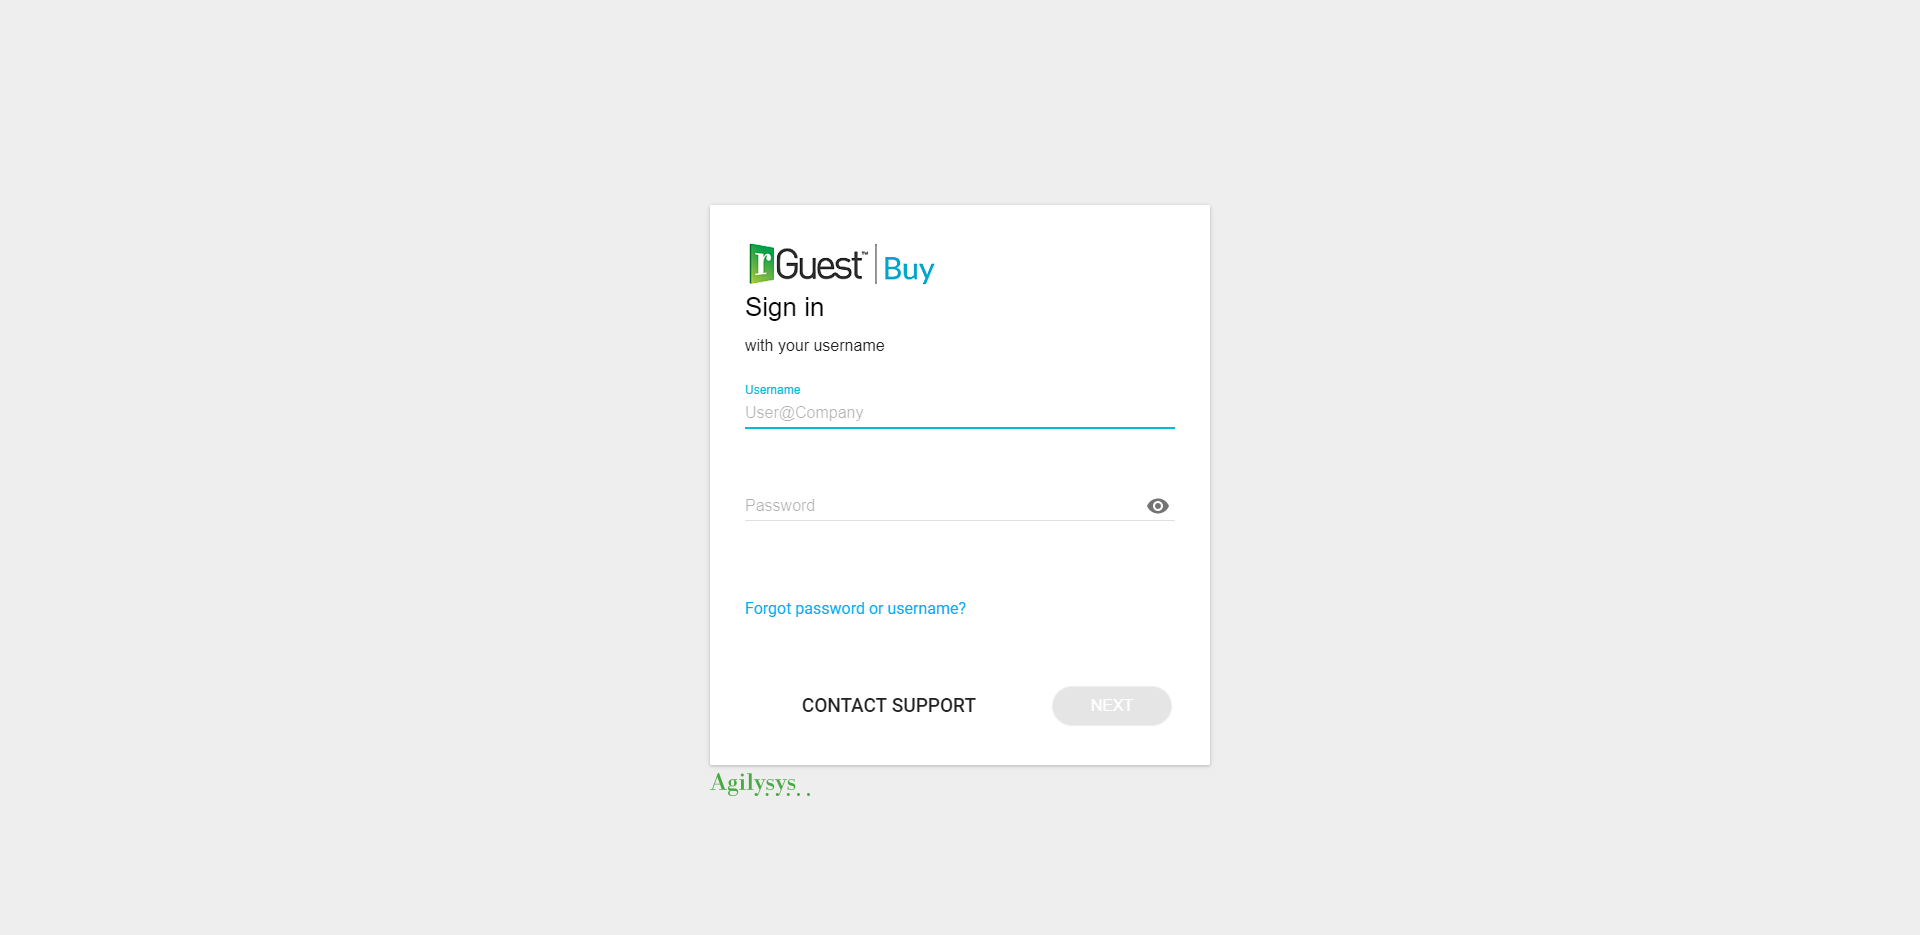 rGuest™ Buy
Sign in
with your username
Username
User@Company
Password
Forgot password or username?
CONTACT SUPPORT
NEXT
Agilysys